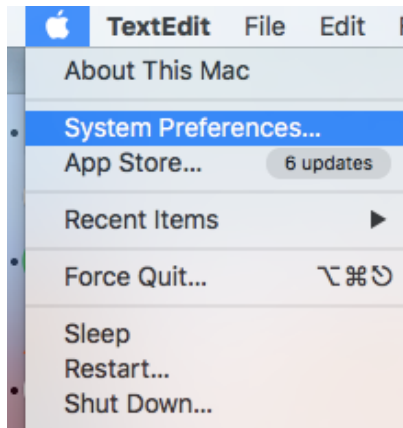 TextEdit File Edit
About This Mac
System Preferences...
App Store... 6 updates
Recent Items ▶
Force Quit... ⌥⌘⎋
Sleep
Restart...
Shut Down...